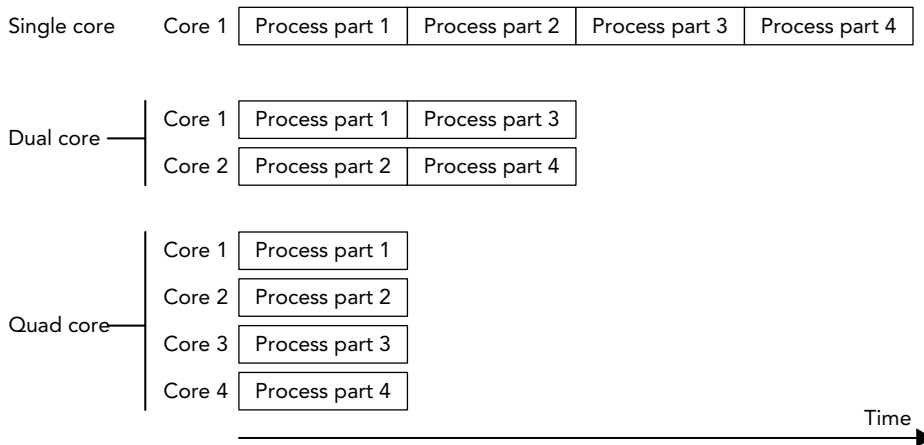 Single core Core 1 Process part 1 Process part 2 Process part 3 Process part 4
Dual core
Core 1 Process part 1 Process part 3
Core 2 Process part 2 Process part 4
Quad core
Core 1 Process part 1
Core 2 Process part 2
Core 3 Process part 3
Core 4 Process part 4
Time